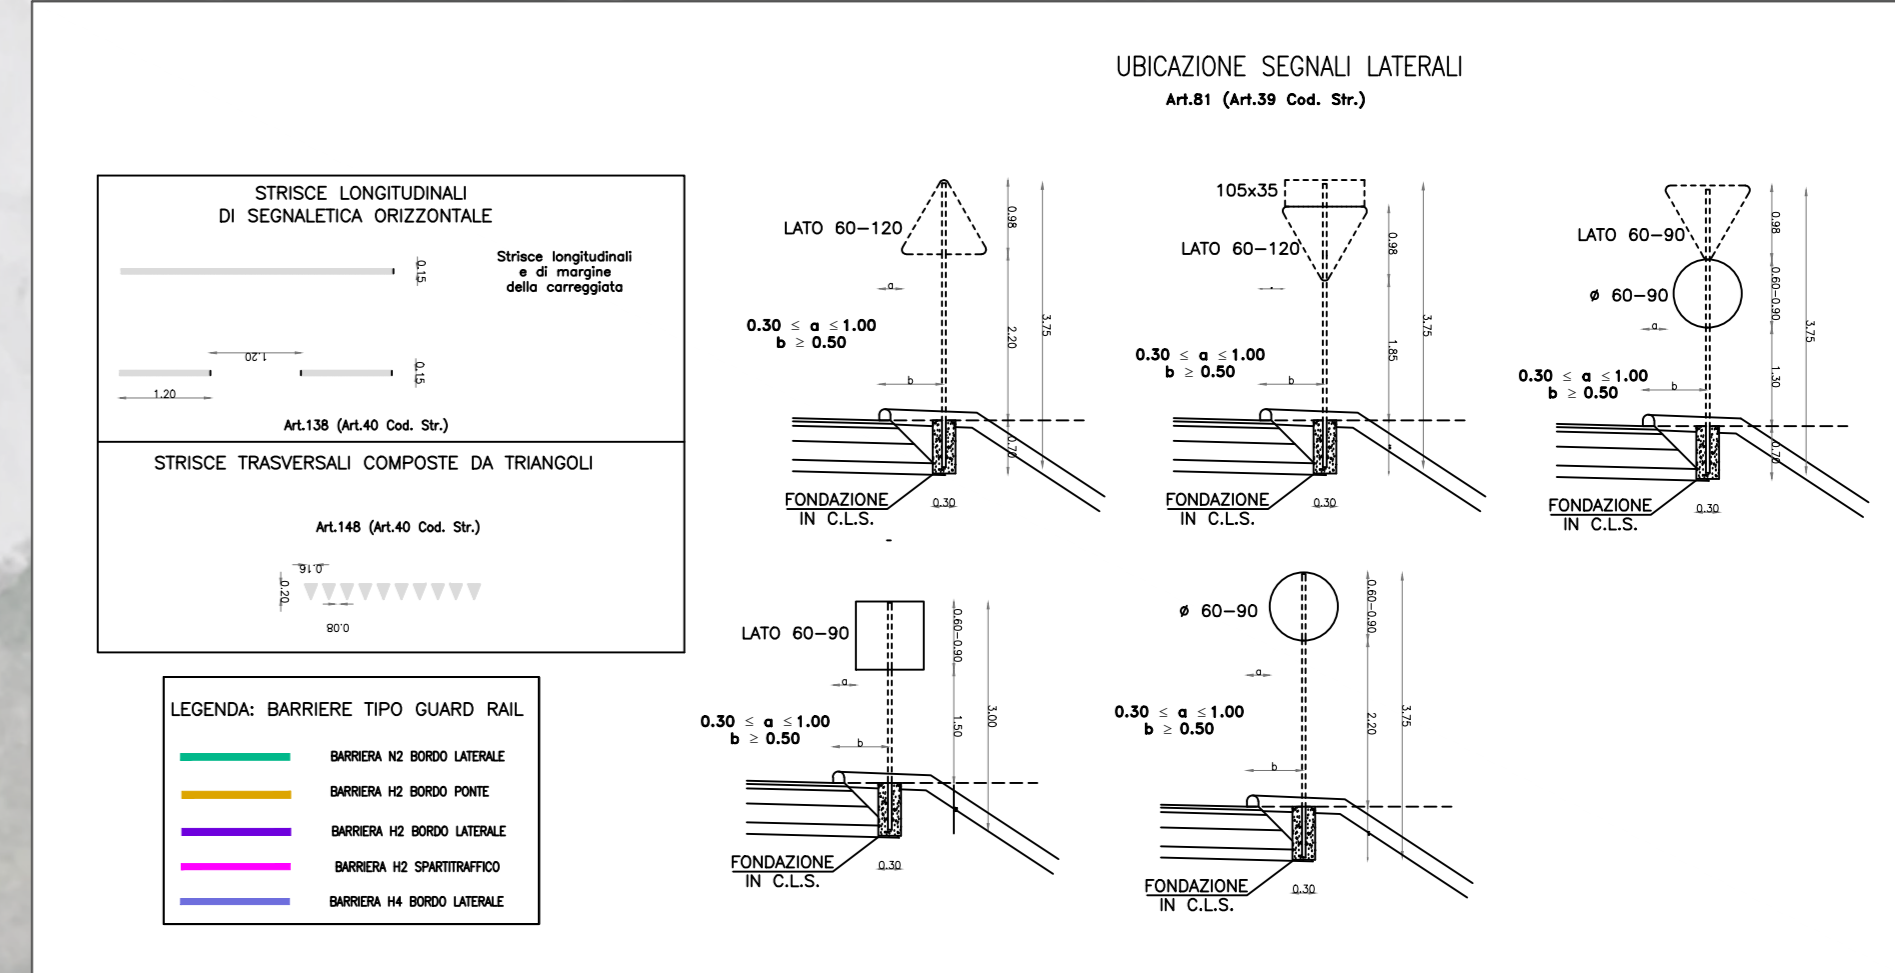 UBICAZIONE SEGNALI LATERALI
Art.81 (Art.39 Cod. Str.)
STRISCE LONGITUDINALI
DI SEGNALETICA ORIZZONTALE
Strisce longitudinali
e di margine
della carreggiata
0.15
1.20
0.15
1.20
Art.138 (Art.40 Cod. Str.)
STRISCE TRASVERSALI COMPOSTE DA TRIANGOLI
Art.148 (Art.40 Cod. Str.)
0.16
0.20
0.08
LEGENDA: BARRIERE TIPO GUARD RAIL
BARRIERA N2 BORDO LATERALE
BARRIERA H2 BORDO PONTE
BARRIERA H2 BORDO LATERALE
BARRIERA H2 SPARTITRAFFICO
BARRIERA H4 BORDO LATERALE
LATO 60-120
0.98
a
3.75
0.30 ≤ a ≤1.00
b ≥ 0.50
2.20
b
0.70
FONDAZIONE
IN C.L.S.
0.30
105x35
LATO 60-120
0.98
3.75
0.30 ≤ a ≤1.00
b ≥ 0.50
1.85
b
FONDAZIONE
IN C.L.S.
0.30
LATO 60-90
0.98
ø 60-90
0.60-0.90
a
3.75
0.30 ≤ a ≤1.00
b ≥ 0.50
1.30
b
0.70
FONDAZIONE
IN C.L.S.
0.30
LATO 60-90
0.60-0.90
a
3.00
0.30 ≤ a ≤1.00
b ≥ 0.50
1.50
b
FONDAZIONE
IN C.L.S.
0.30
ø 60-90
0.60-0.90
a
3.75
0.30 ≤ a ≤1.00
b ≥ 0.50
2.20
b
FONDAZIONE
IN C.L.S.
0.30